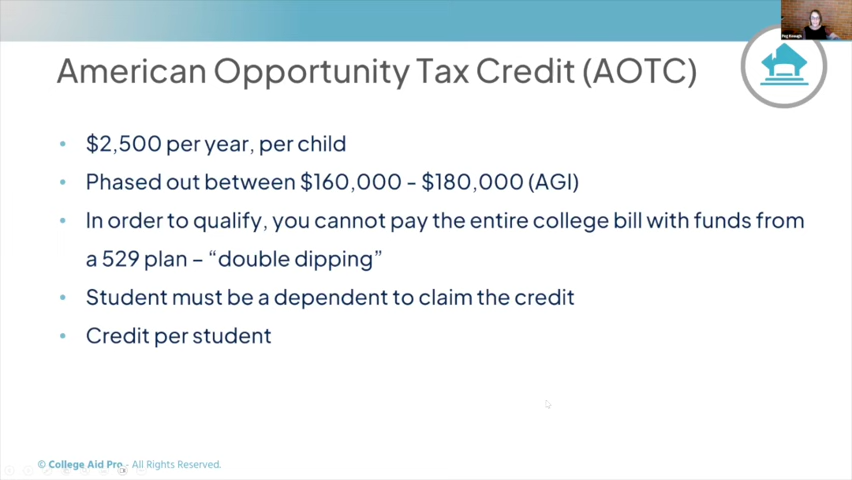 American Opportunity Tax Credit (AOTC)
• $2,500 per year, per child
• Phased out between $160,000 - $180,000 (AGI)
• In order to qualify, you cannot pay the entire college bill with funds from
a 529 plan – “double dipping”
• Student must be a dependent to claim the credit
• Credit per student
© College Aid Pro - All Rights Reserved.